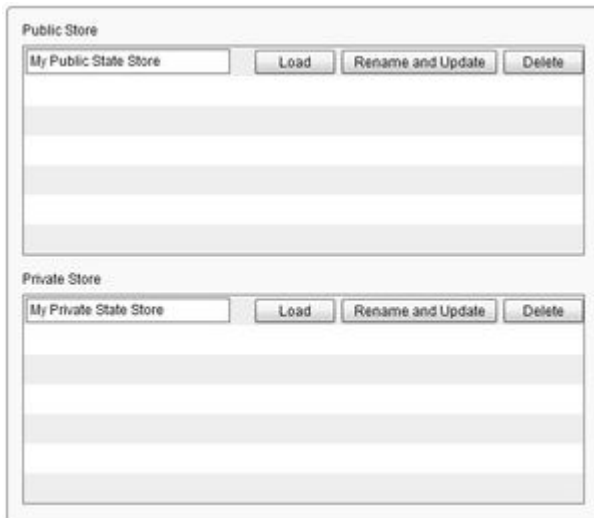 Public Store
My Public State Store Load Rename and Update Delete
Private Store
My Private State Store Load Rename and Update Delete